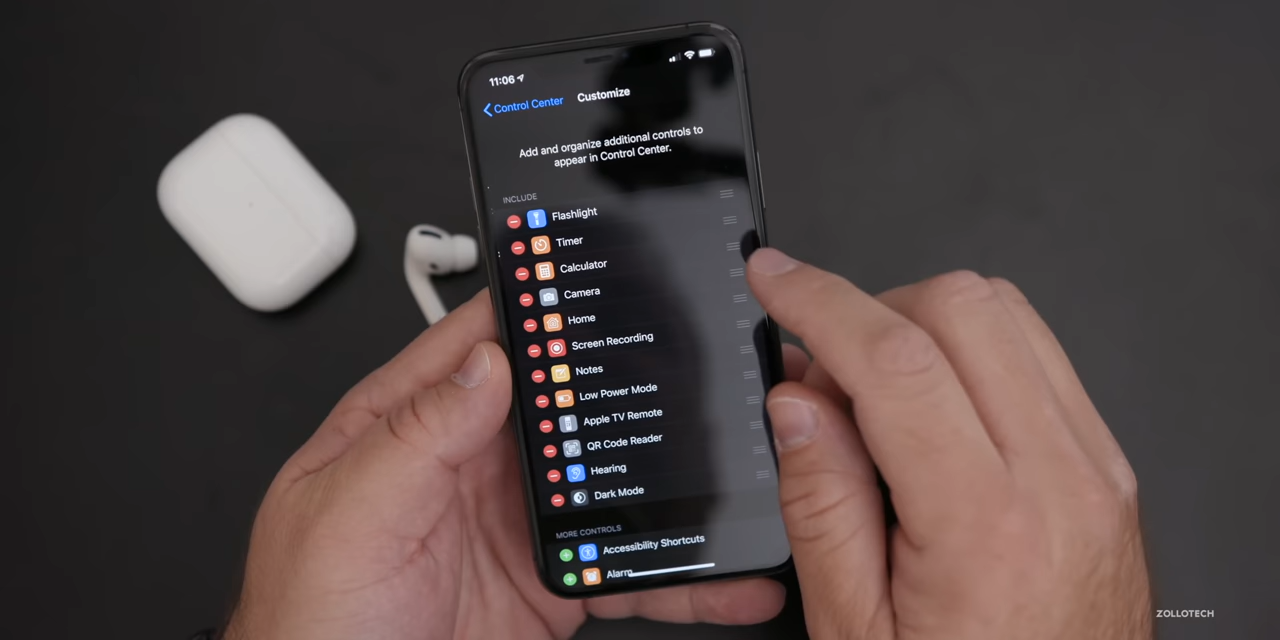 11:06
Control Center
Customize
Add and organize additional controls to
appear in Control Center.
INCLUDE
Flashlight
Timer
Calculator
Camera
Home
Screen Recording
Notes
Low Power Mode
Apple TV Remote
QR Code Reader
Hearing
Dark Mode
MORE CONTROLS
Accessibility Shortcuts
Alarm
ZOLLOTECH